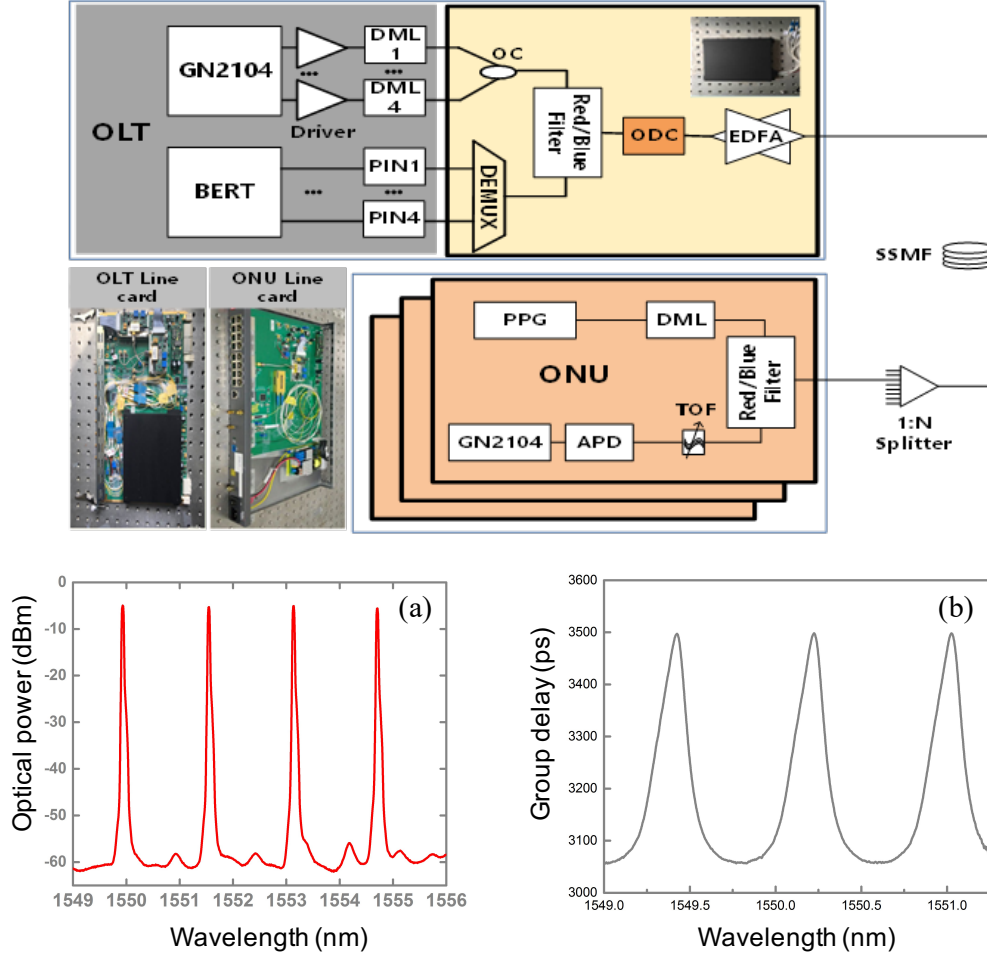 GN2104
DML
1
OC
...
...
DML
4
Driver
OLT
Red/Blue
Filter
ODC
EDFA
BERT
PIN1
...
...
PIN4
DEMUX
SSMF
OLT Line
card
ONU Line
card
PPG
DML
ONU
Red/Blue
Filter
TOF
GN2104
APD
1:N
Splitter
(a)
Optical power (dBm)
0
-10
-20
-30
-40
-50
-60
1549
1550
1551
1552
1553
1554
1555
1556
Wavelength (nm)
(b)
Group delay (ps)
3600
3500
3400
3300
3200
3100
3000
1549.0
1549.5
1550.0
1550.5
1551.0
Wavelength (nm)